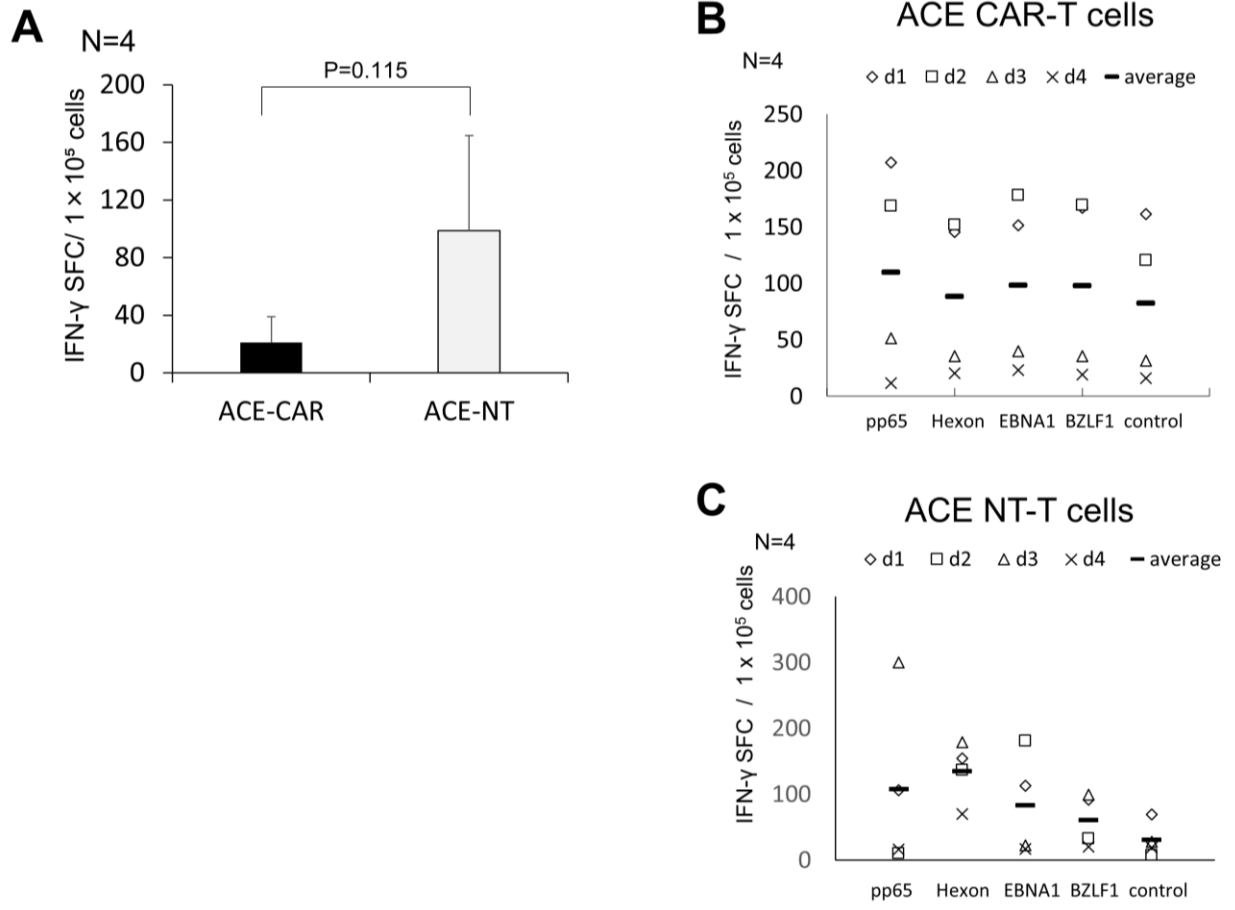 A
N=4
P=0.115
IFN-γ SFC/ 1 × 10⁵ cells
200
160
120
80
40
0
ACE-CAR
ACE-NT
B
ACE CAR-T cells
N=4
d1 d2 d3 d4 average
IFN-γ SFC / 1 x 10⁵ cells
250
200
150
100
50
0
pp65 Hexon EBNA1 BZLF1 control
C
ACE NT-T cells
N=4
d1 d2 d3 d4 average
IFN-γ SFC / 1 x 10⁵ cells
400
300
200
100
0
pp65 Hexon EBNA1 BZLF1 control